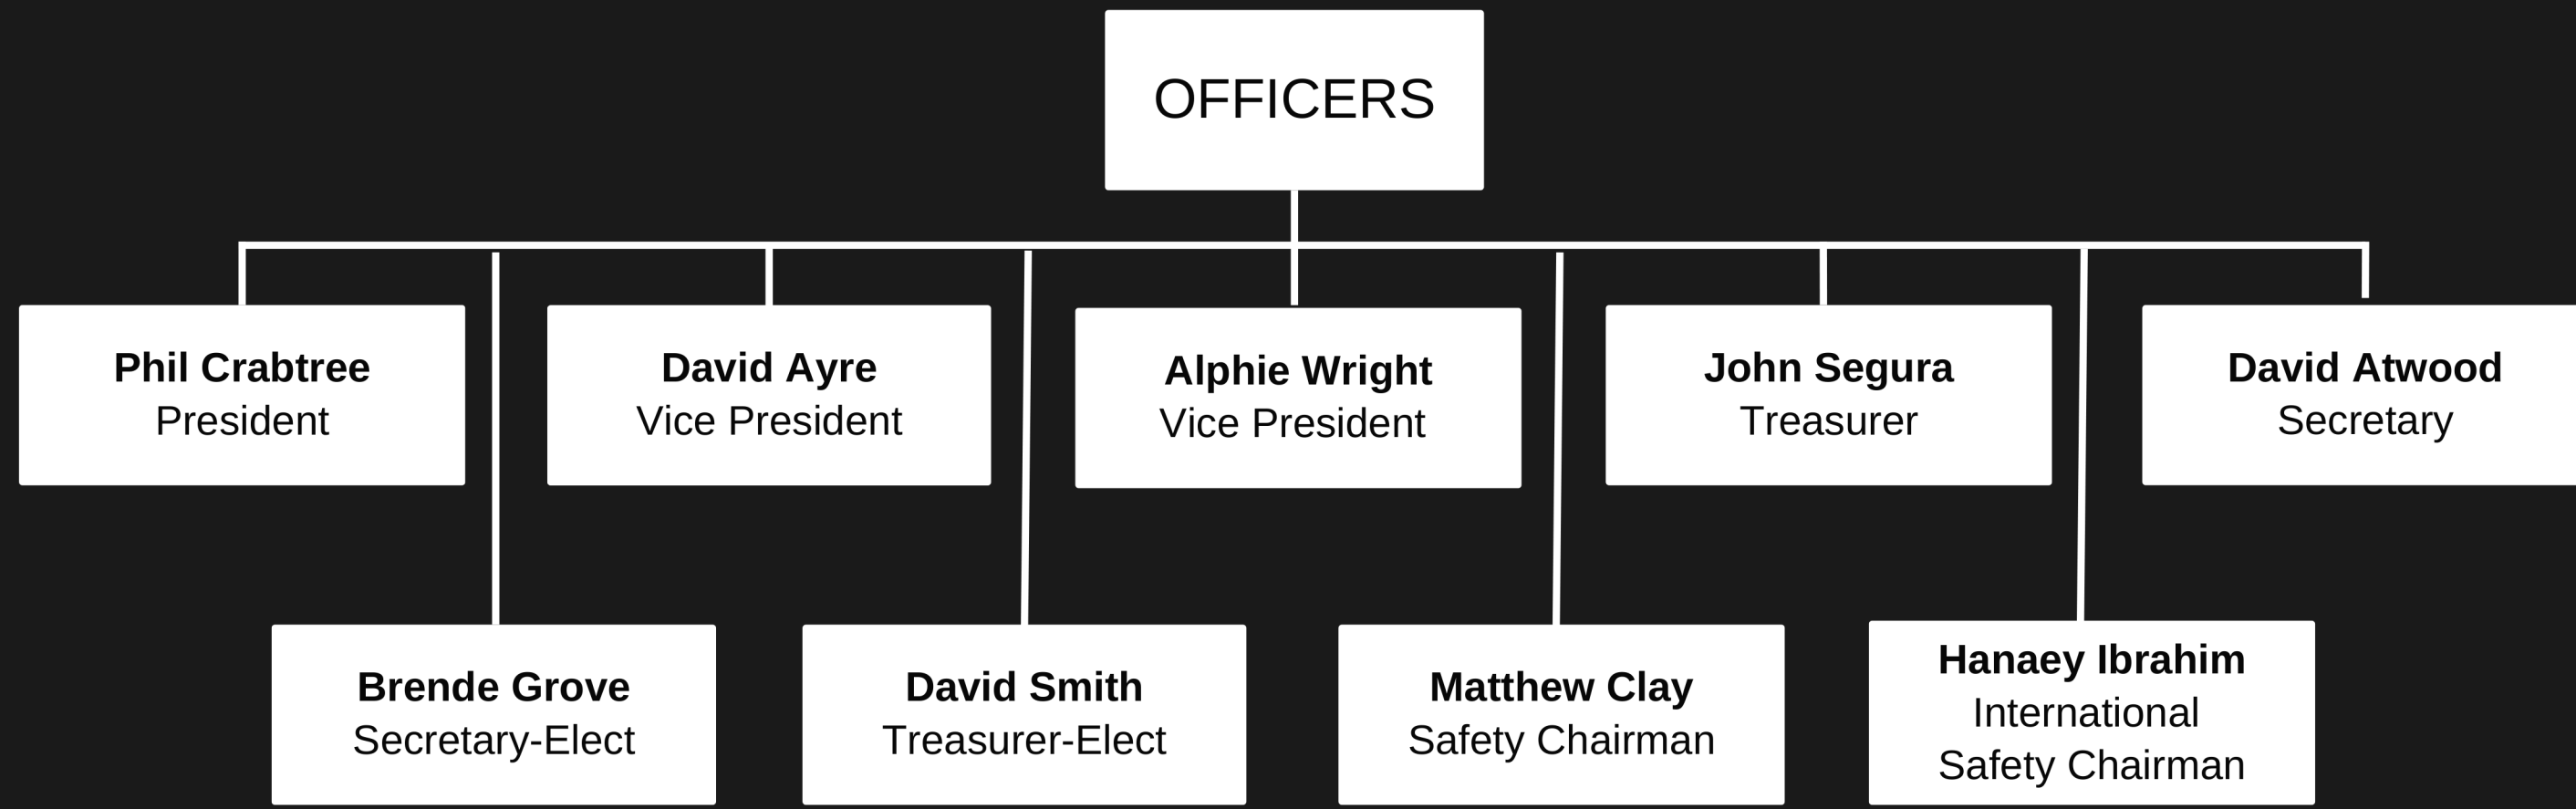 OFFICERS
Phil Crabtree
President
David Ayre
Vice President
Alphie Wright
Vice President
John Segura
Treasurer
David Atwood
Secretary
Brende Grove
Secretary-Elect
David Smith
Treasurer-Elect
Matthew Clay
Safety Chairman
Hanaey Ibrahim
International
Safety Chairman